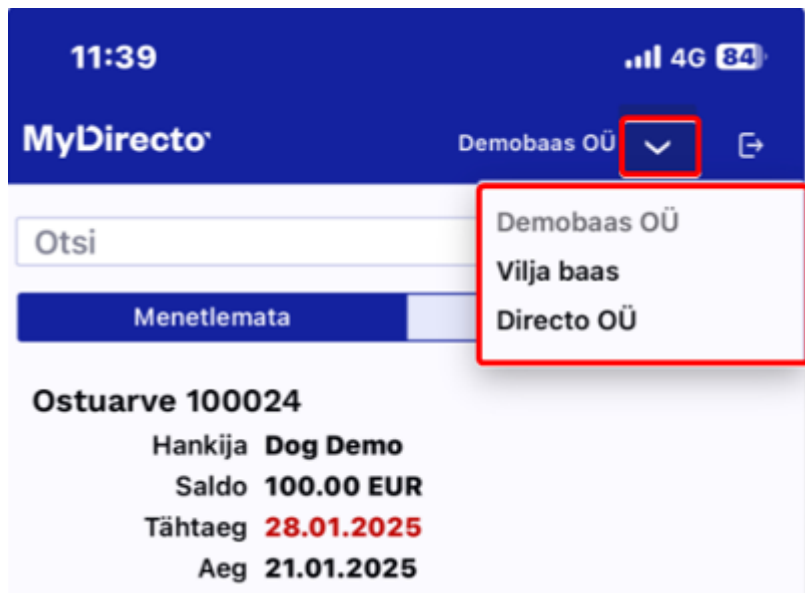 11:39 4G 84
MyDirecto
Demobaas OÜ
Demobaas OÜ
Vilja baas
Directo OÜ
Otsi
Menetlemata
Ostuarve 100024
Hankija Dog Demo
Saldo 100.00 EUR
Tähtaeg 28.01.2025
Aeg 21.01.2025